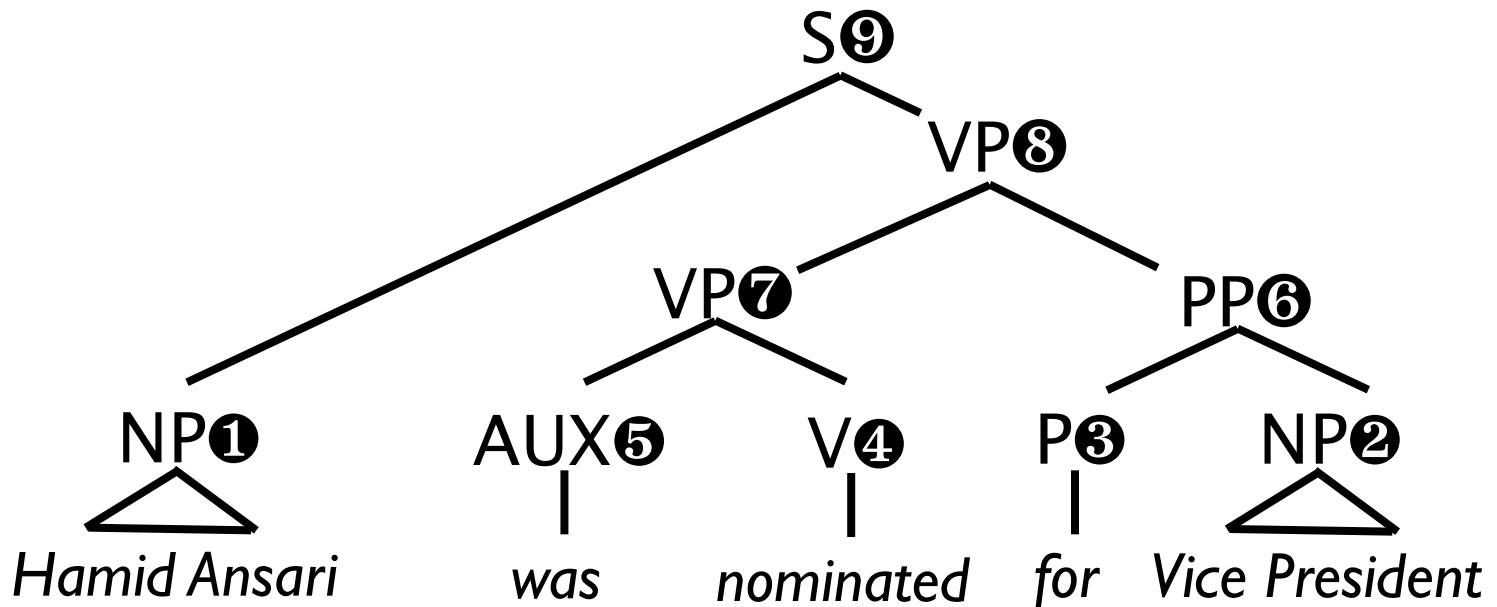 S❾
VP❽
VP❼ PP❻
NP❶ AUX❺ V❹ P❸ NP❷
Hamid Ansari was nominated for Vice President